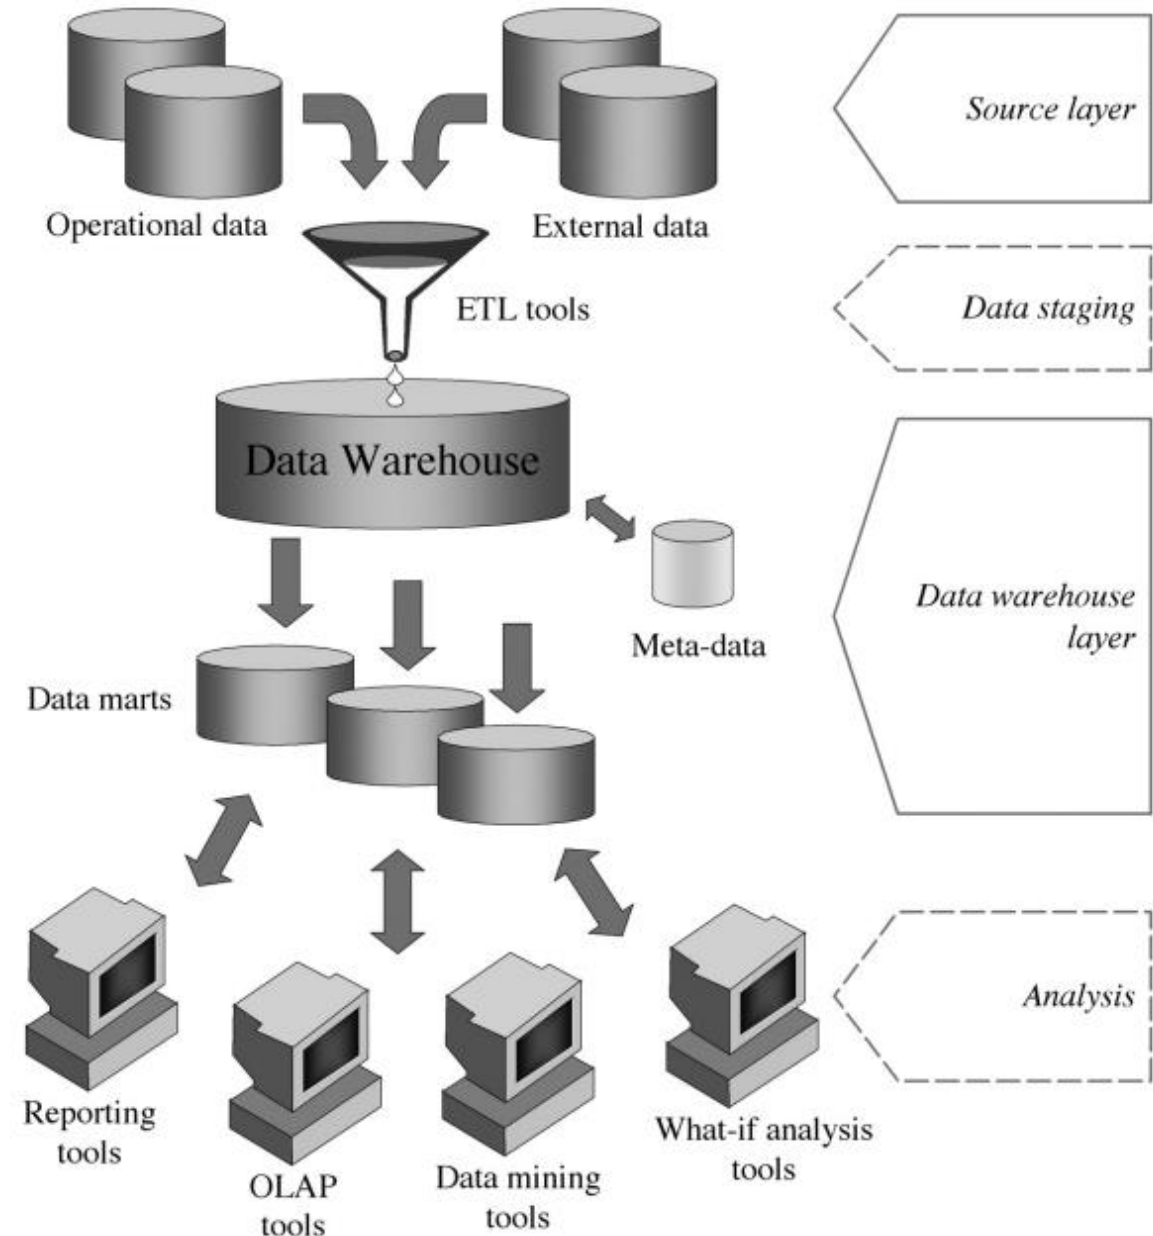 Source layer
Operational data
External data
ETL tools
Data staging
Data Warehouse
Data warehouse
layer
Meta-data
Data marts
Analysis
Reporting
tools
OLAP
tools
Data mining
tools
What-if analysis
tools